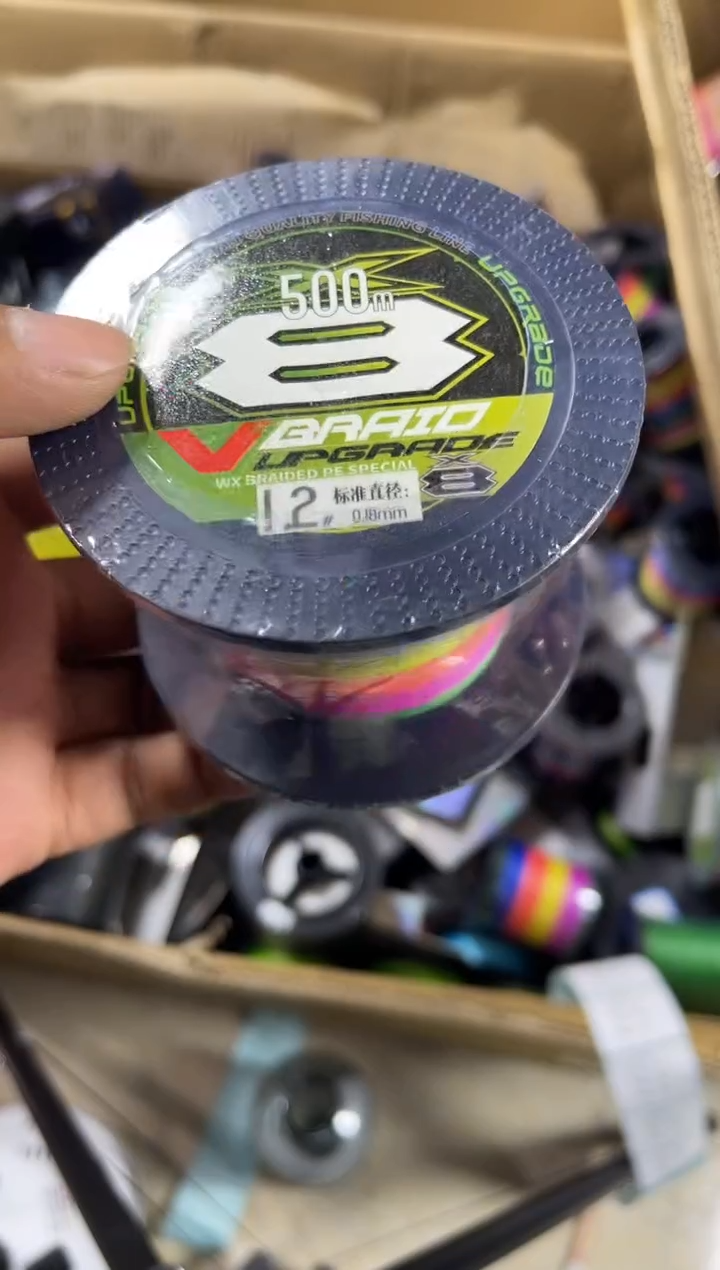 QUALITY FISHING LINE
UPGRADE
500m
8
V BRAID
UPGRADE
X8
WX BRAIDED PE SPECIAL
1.2#
标准直径:
0.18mm